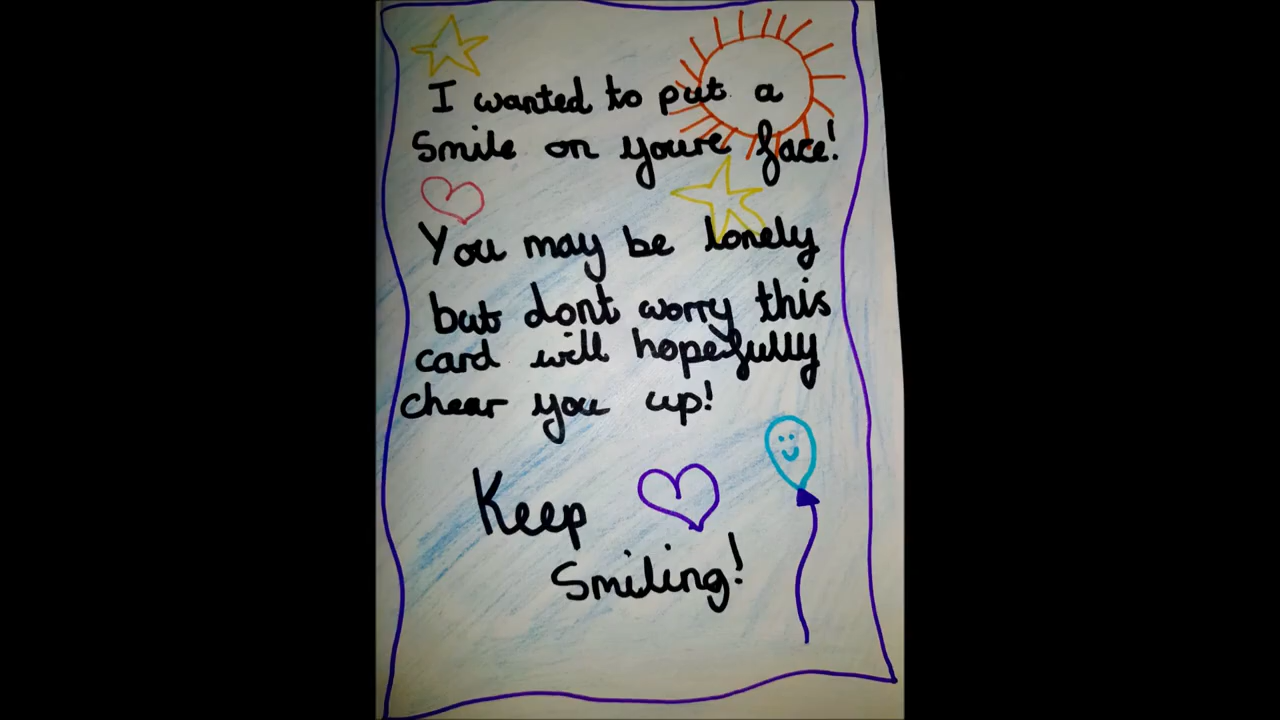 I wanted to put a
Smile on youre face!
You may be lonely
but dont worry this
card will hopefully
chear you up!
Keep
Smiling!